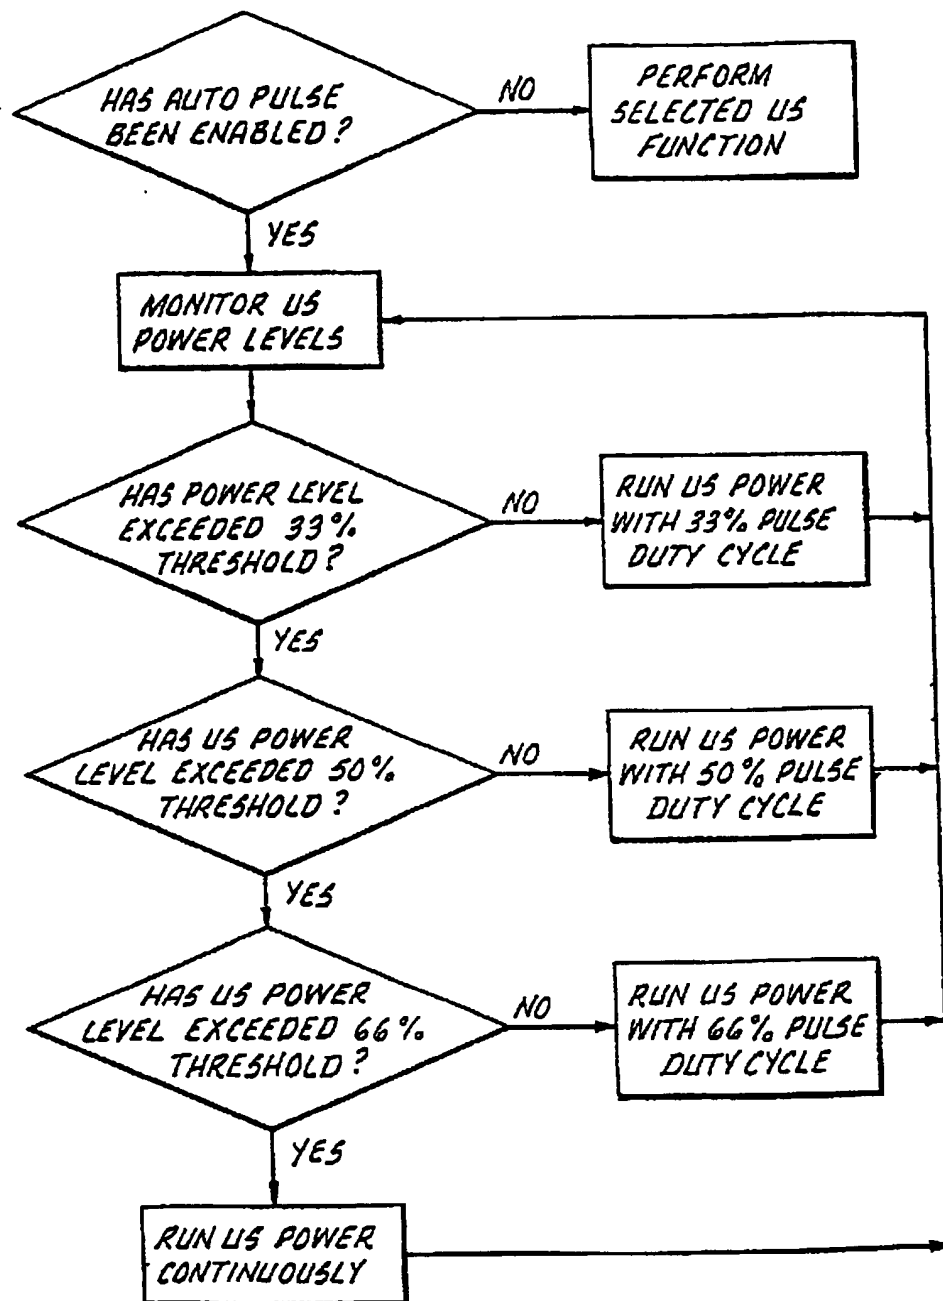 HAS AUTO PULSE
BEEN ENABLED?
NO
PERFORM
SELECTED US
FUNCTION
YES
MONITOR US
POWER LEVELS
HAS POWER LEVEL
EXCEEDED 33%
THRESHOLD?
NO
RUN US POWER
WITH 33% PULSE
DUTY CYCLE
YES
HAS US POWER
LEVEL EXCEEDED 50%
THRESHOLD?
NO
RUN US POWER
WITH 50% PULSE
DUTY CYCLE
YES
HAS US POWER
LEVEL EXCEEDED 66%
THRESHOLD?
NO
RUN US POWER
WITH 66% PULSE
DUTY CYCLE
YES
RUN US POWER
CONTINUOUSLY